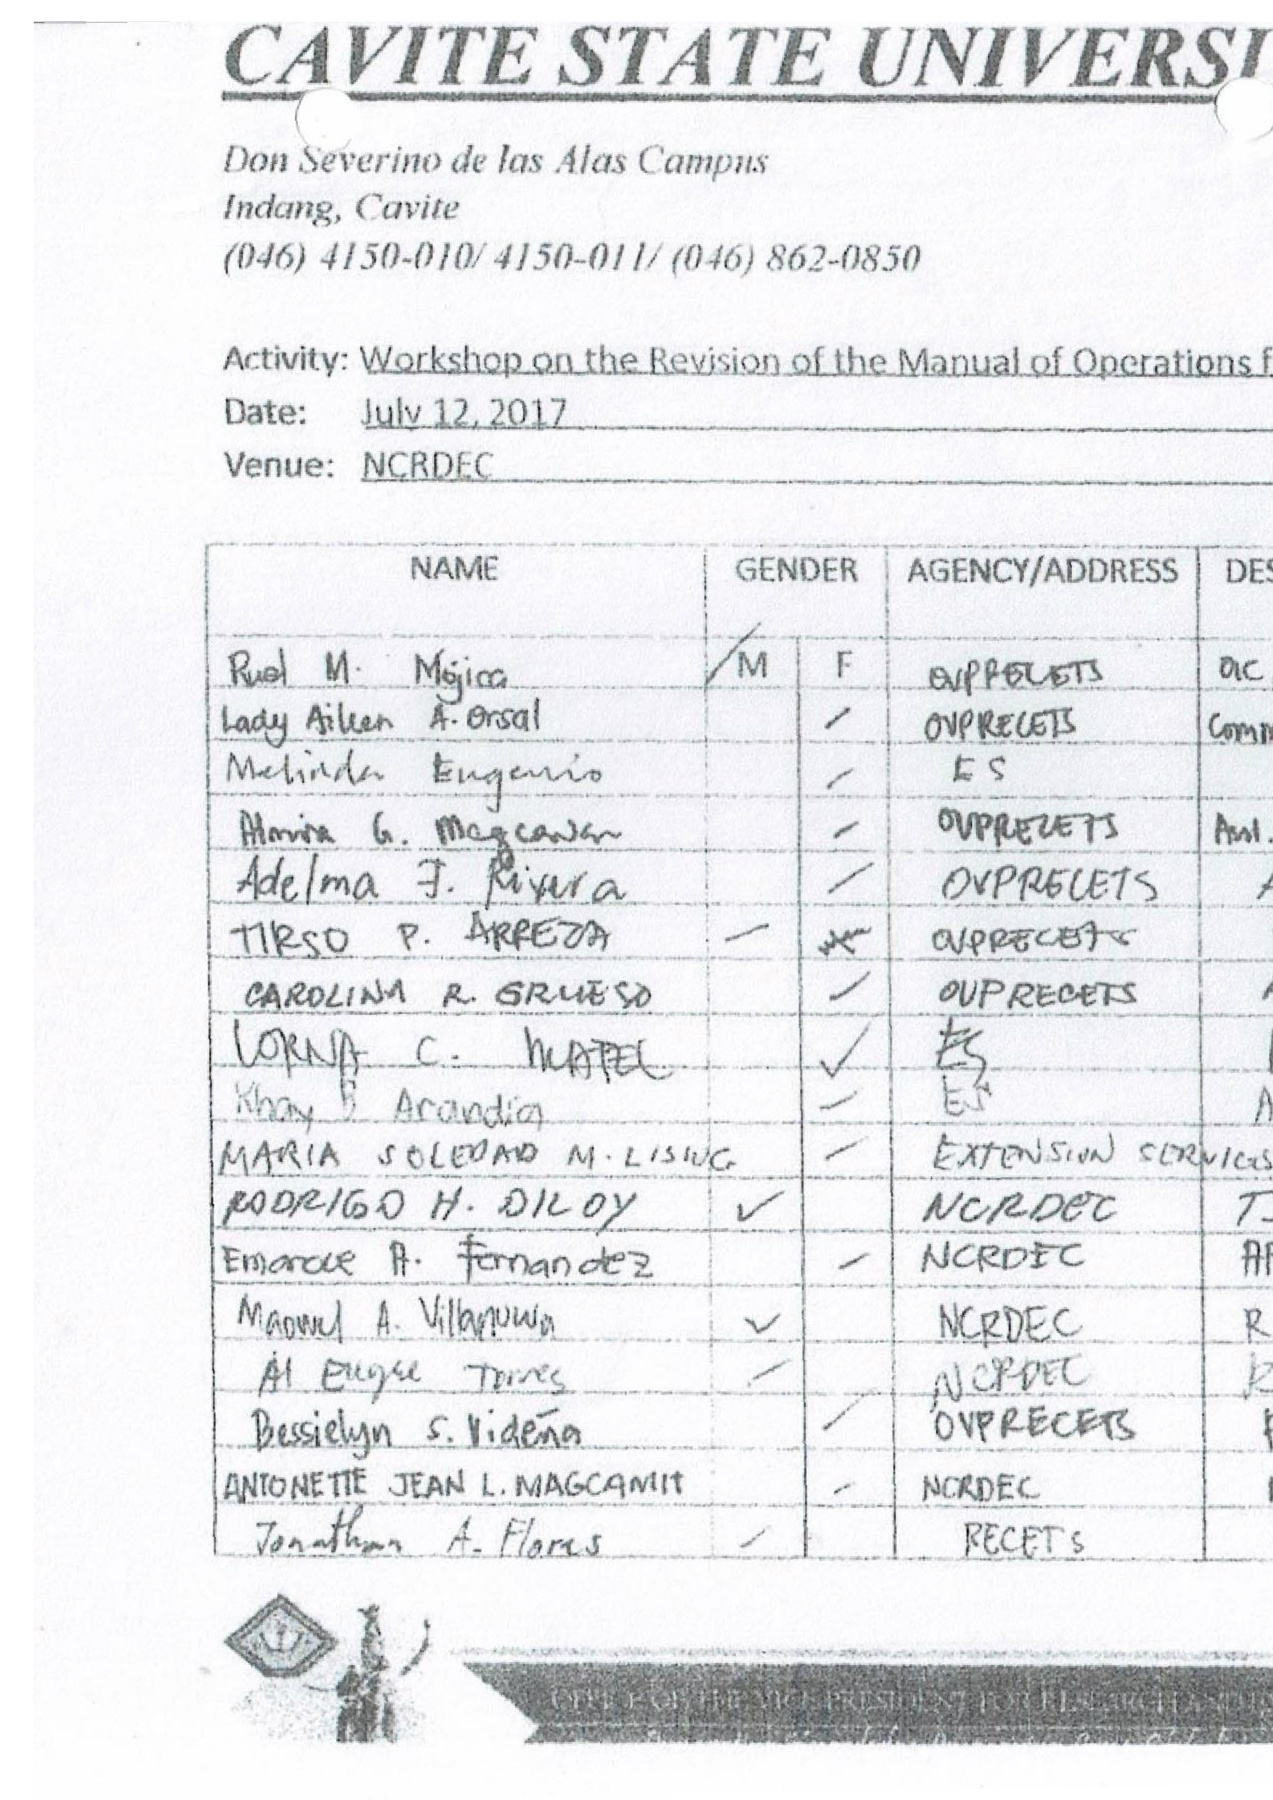 CAVITE STATE UNIVERSI
Don Severino de las Alas Campus
Indang, Cavite
(046) 4150-010/ 4150-011/ (046) 862-0850
Activity: Workshop on the Revision of the Manual of Operations f
Date: July 12, 2017
Venue: NCRDEC
NAME GENDER AGENCY/ADDRESS DES
M F
Ruel M. Mojica OVPRECETS OIC
Lady Aileen A. Orsal OVPRECETS Comm
Melinda Eugenio ES
Almira G. Magcawas OVPRECETS Asst.
Adelma J. Rivera OVPRECETS A
TIRSO P. ARREZA OVPRECETS
CAROLINA R. GRUESO OVPRECETS A
LORNA C. MATEL ES
Khay B Arandia ES A
MARIA SOLEDAD M. LISING EXTENSION SERVICES
RODRIGO H. DILOY NCRDEC
Fernandez NCRDEC
A. Villanueva NCRDEC R
Al Eugee Torres NCRDEC R
Bessielyn S. Videña OVPRECETS
ANTONETTE JEAN L. MAGCAMIT NCRDEC
Jonathan A. Flores RECETS
OFFICE OF THE VICE PRESIDENT FOR RESEARCH AND